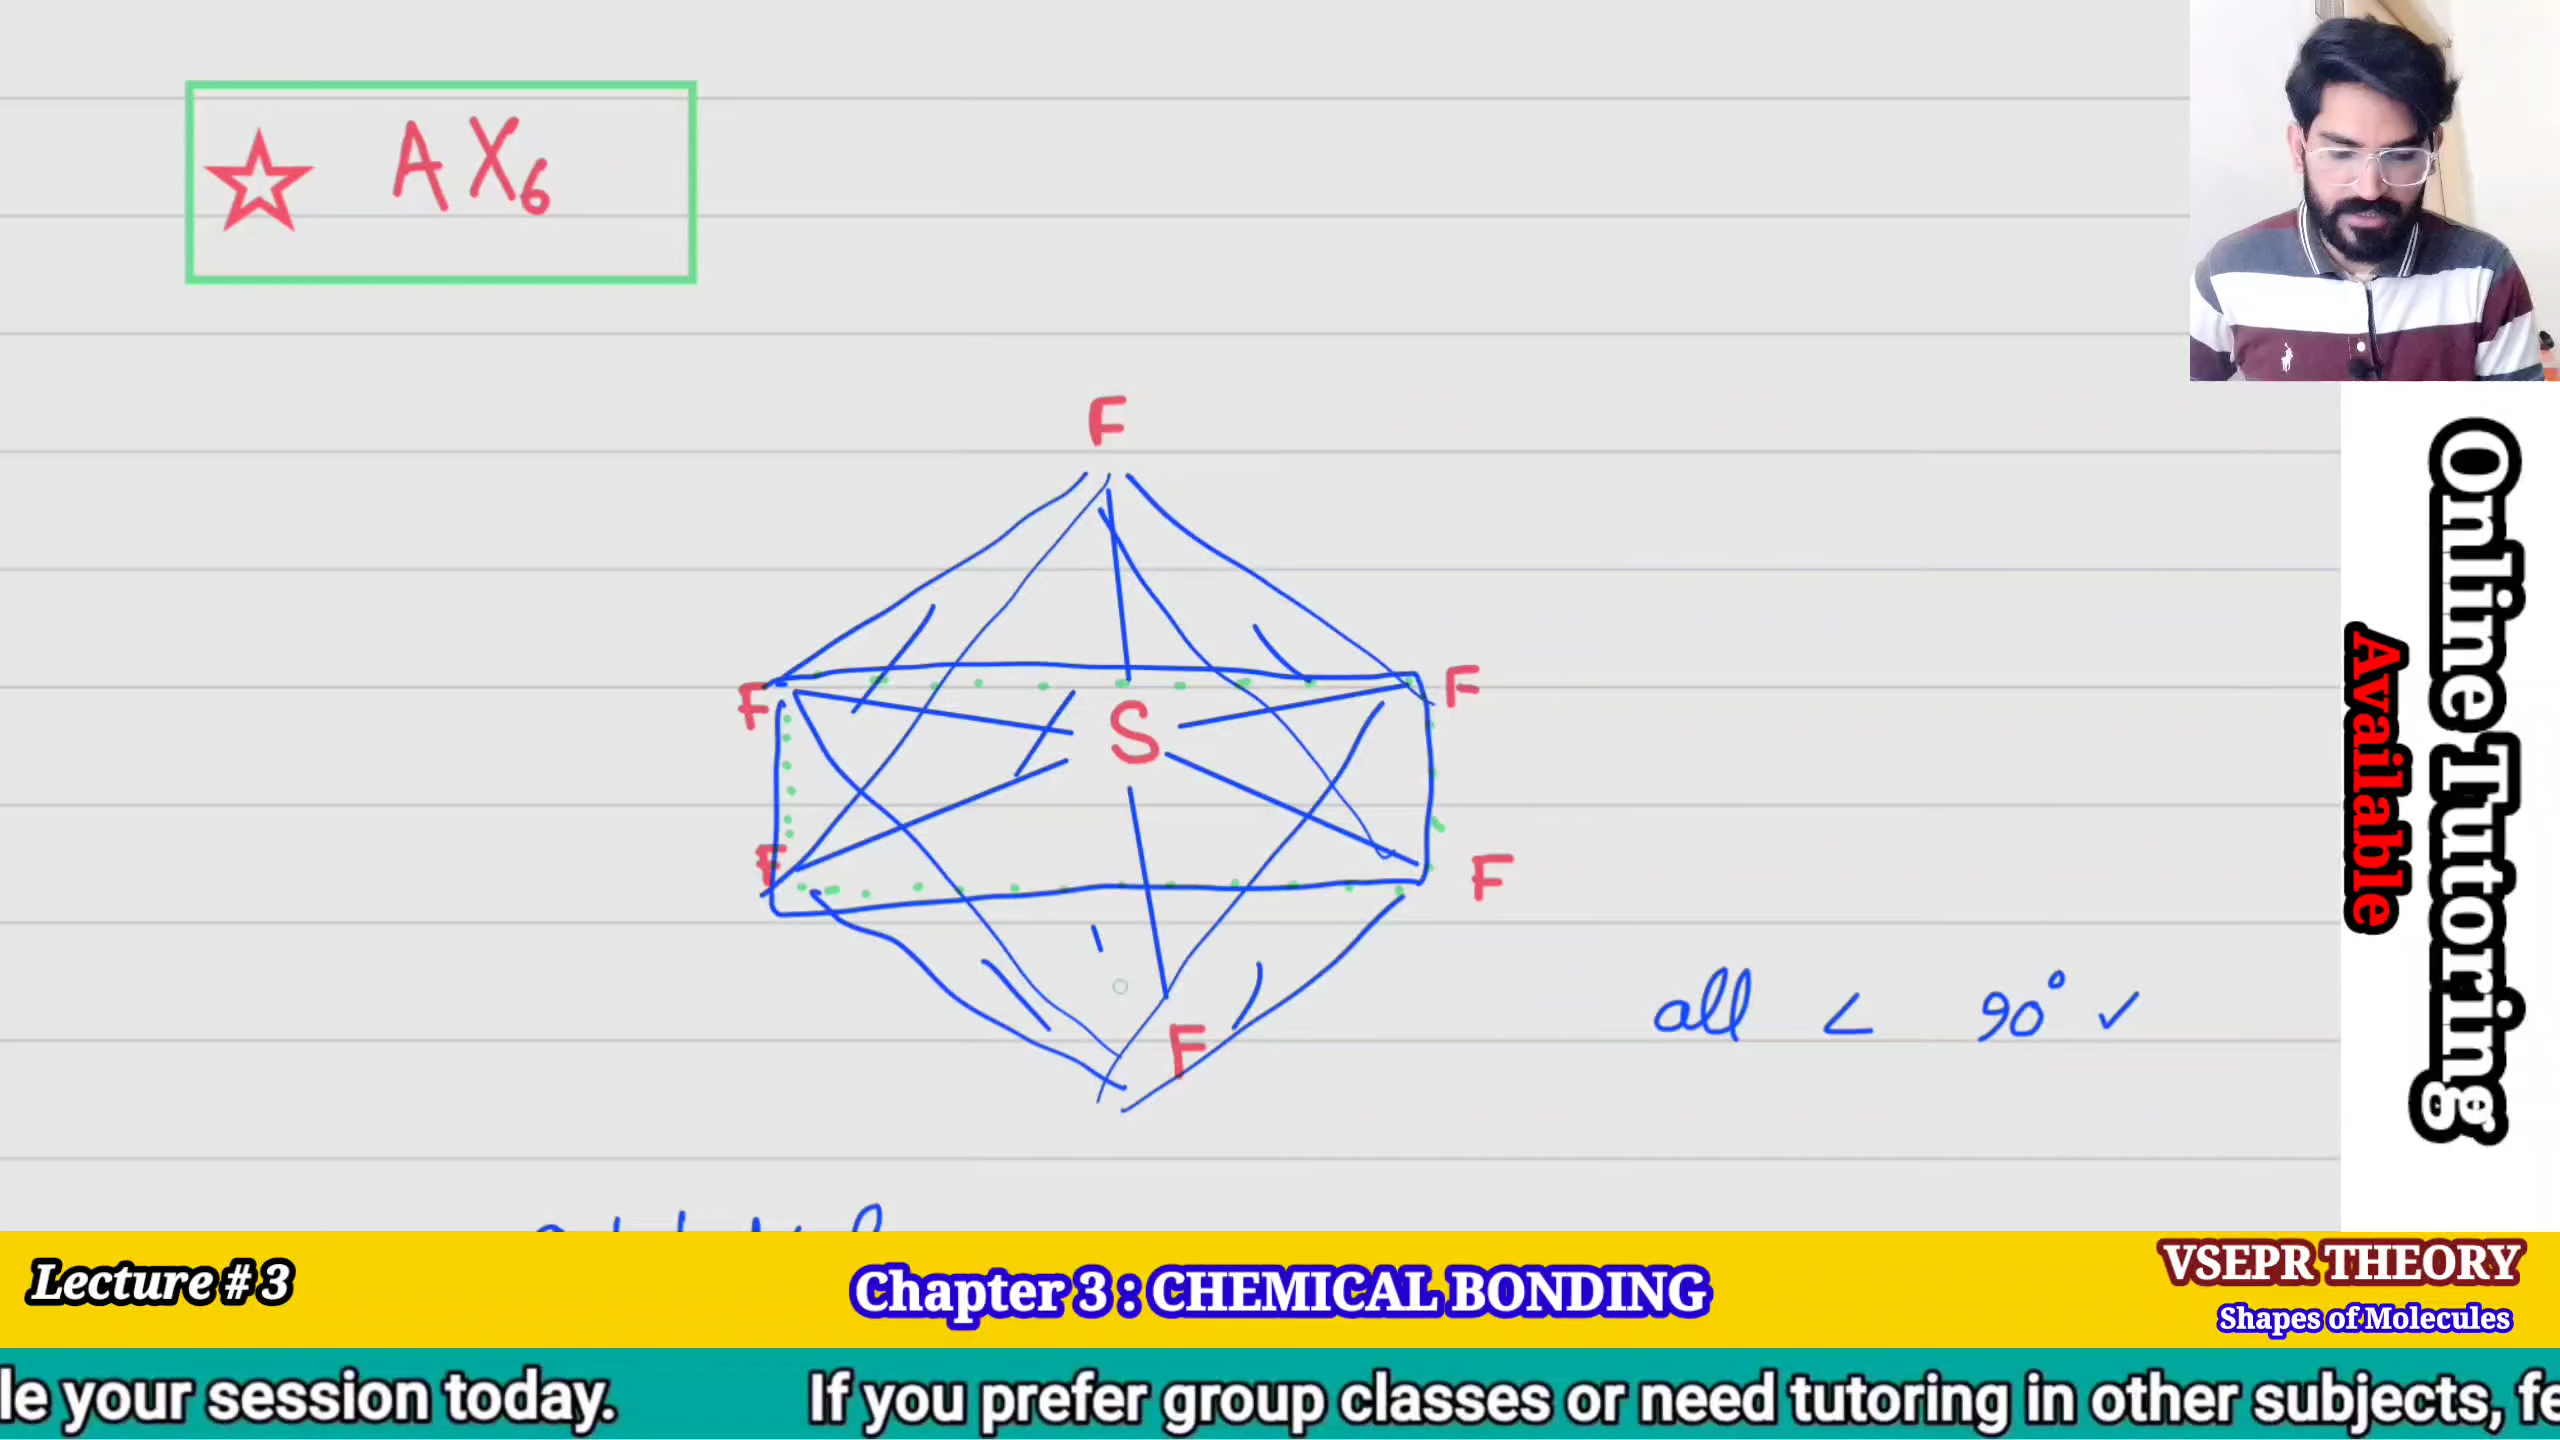 ☆ AX₆
F
F S F
F F
F
all < 90° ✓
Online Tutoring
Available
Lecture # 3
Chapter 3 : CHEMICAL BONDING
VSEPR THEORY
Shapes of Molecules
le your session today. If you prefer group classes or need tutoring in other subjects, fe